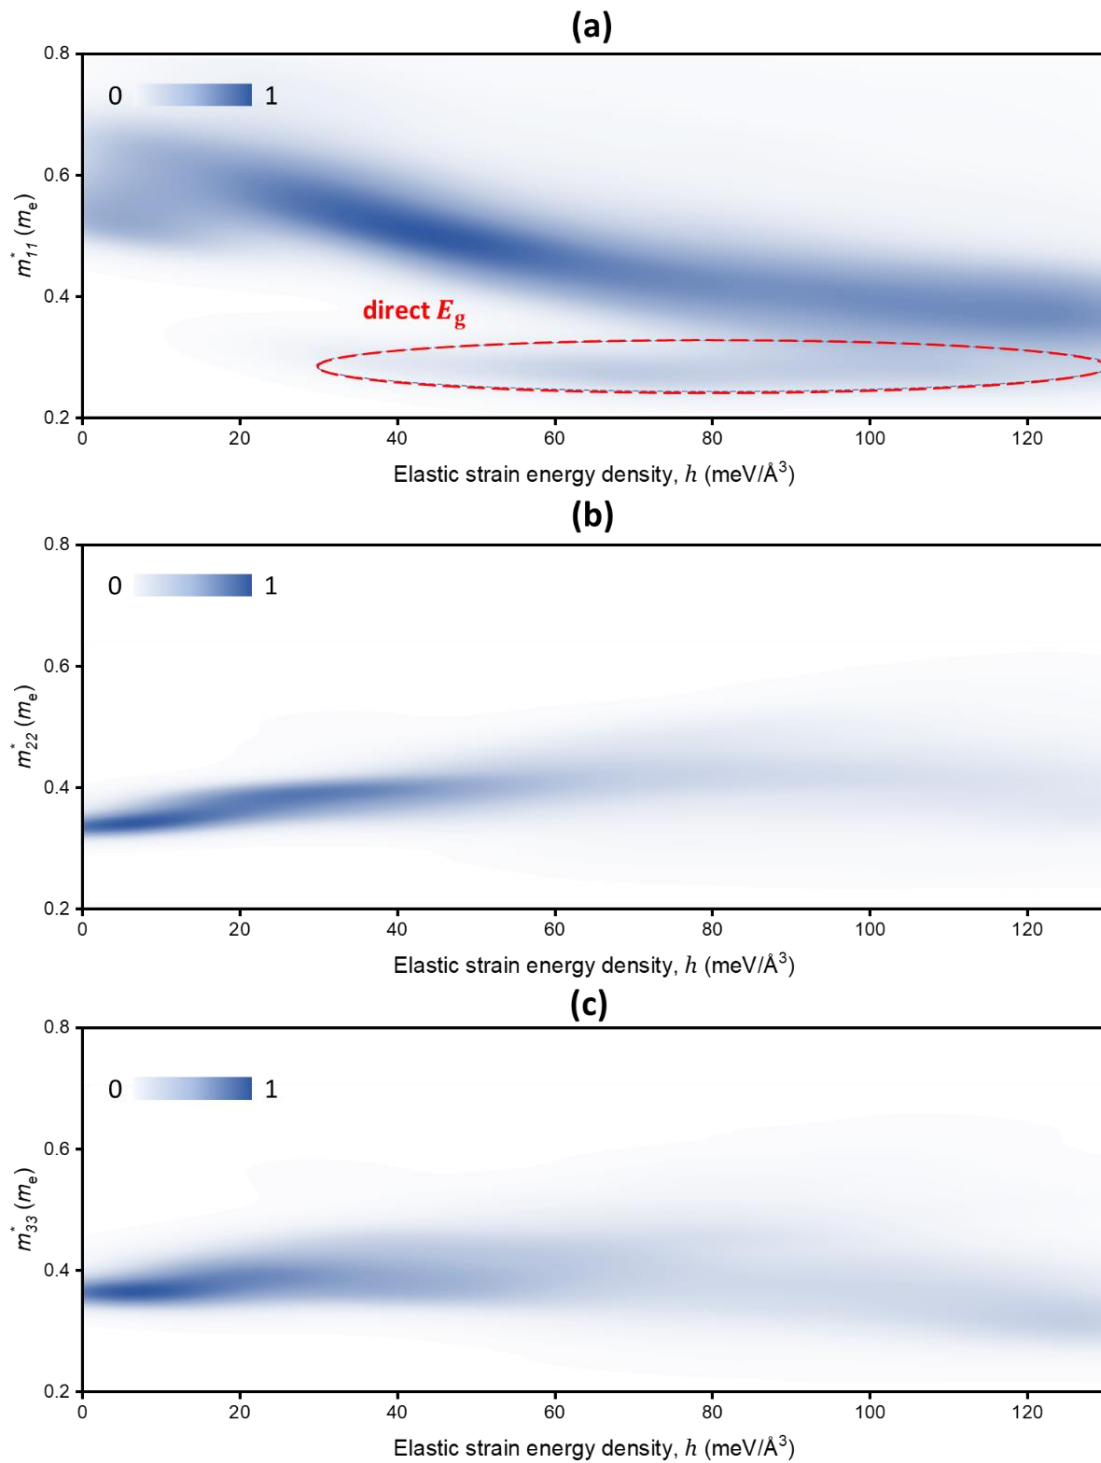 (a)
0.8
0 1
0.6
m*11 (me)
0.4
direct Eg
0.2
0 20 40 60 80 100 120
Elastic strain energy density, h (meV/Å3)
(b)
0.8
0 1
0.6
m*22 (me)
0.4
0.2
0 20 40 60 80 100 120
Elastic strain energy density, h (meV/Å3)
(c)
0.8
0 1
0.6
m*33 (me)
0.4
0.2
0 20 40 60 80 100 120
Elastic strain energy density, h (meV/Å3)